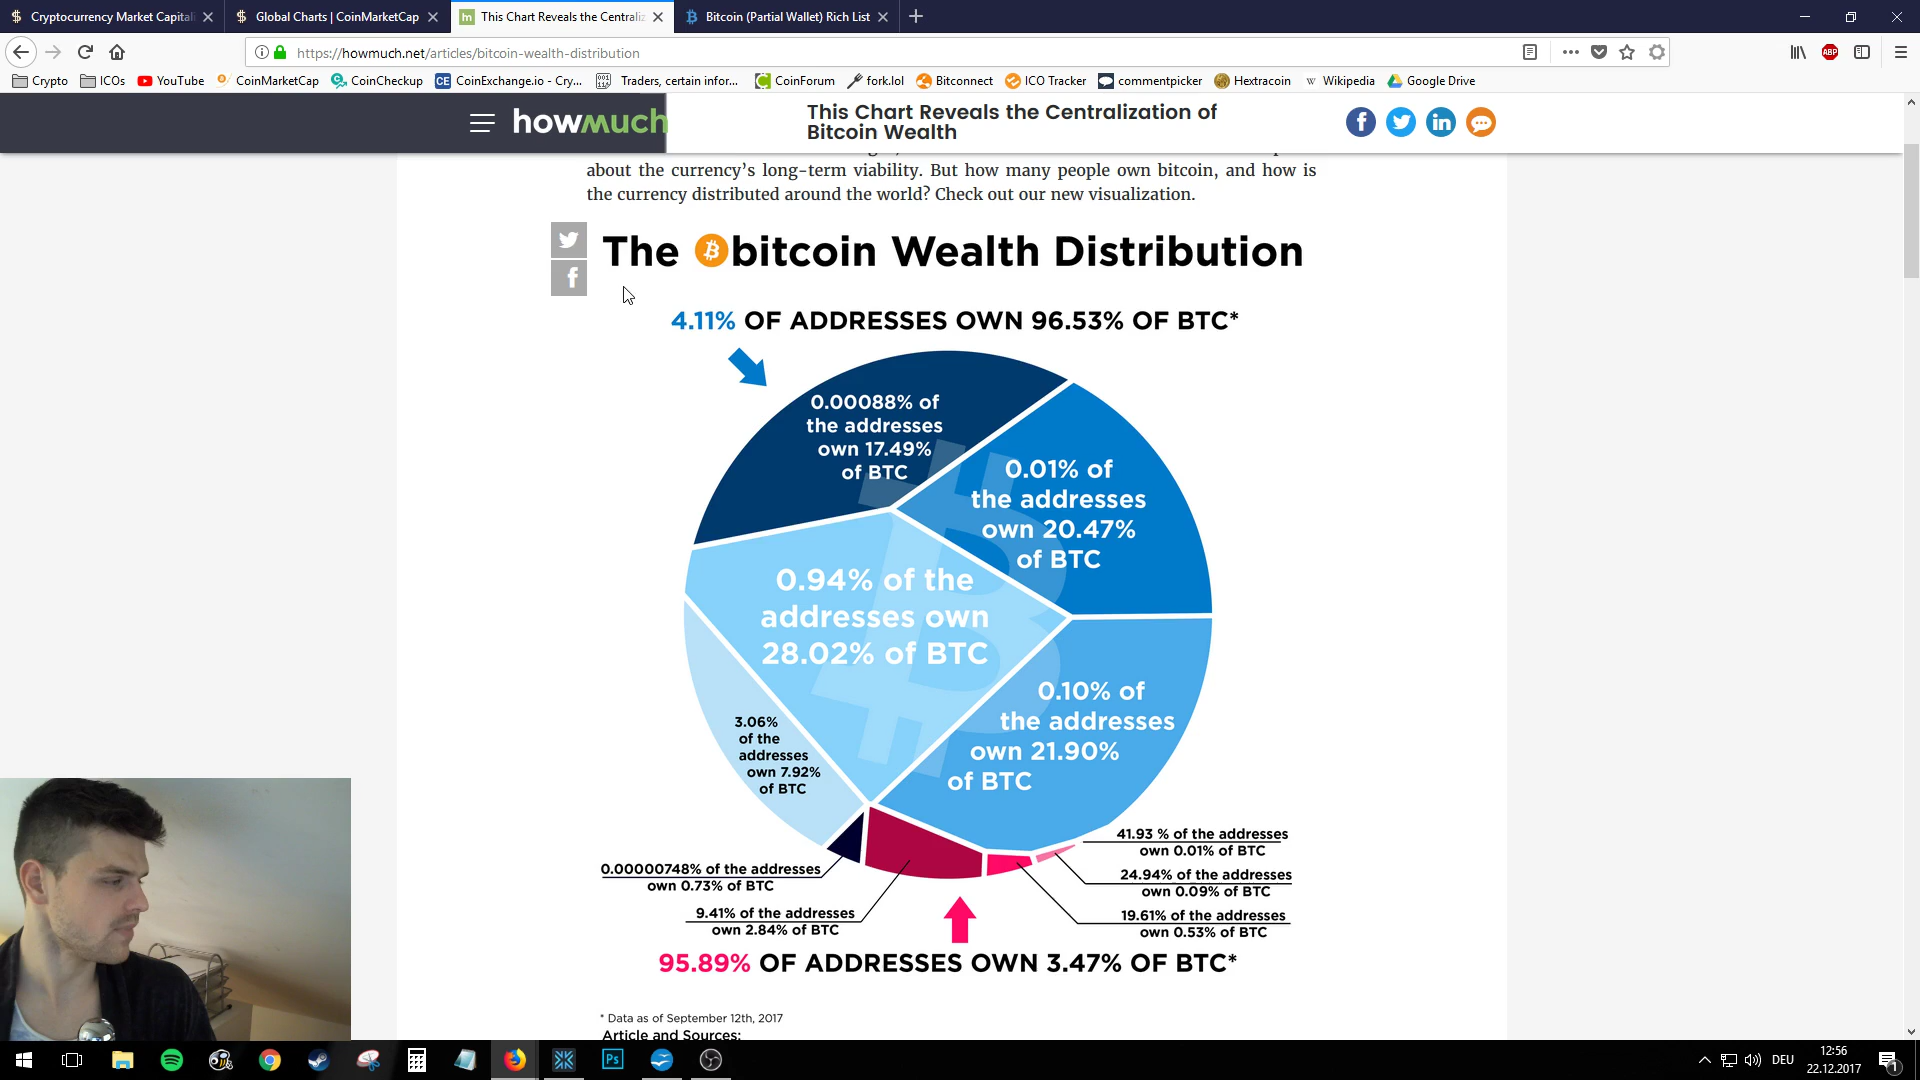 Cryptocurrency Market Capital
Global Charts | CoinMarketCap
This Chart Reveals the Centraliz
Bitcoin (Partial Wallet) Rich List
https://howmuch.net/articles/bitcoin-wealth-distribution
ABP
Crypto
ICOs
YouTube
CoinMarketCap
CoinCheckup
CoinExchange.io - Cry...
Traders, certain infor...
CoinForum
fork.lol
Bitconnect
ICO Tracker
commentpicker
Hextracoin
Wikipedia
Google Drive
howmuch
This Chart Reveals the Centralization of
Bitcoin Wealth
about the currency’s long-term viability. But how many people own bitcoin, and how is
the currency distributed around the world? Check out our new visualization.
The bitcoin Wealth Distribution
4.11% OF ADDRESSES OWN 96.53% OF BTC*
0.00088% of
the addresses
own 17.49%
of BTC
0.01% of
the addresses
own 20.47%
of BTC
0.94% of the
addresses own
28.02% of BTC
0.10% of
the addresses
own 21.90%
of BTC
3.06%
of the
addresses
own 7.92%
of BTC
0.00000748% of the addresses
own 0.73% of BTC
9.41% of the addresses
own 2.84% of BTC
41.93 % of the addresses
own 0.01% of BTC
24.94% of the addresses
own 0.09% of BTC
19.61% of the addresses
own 0.53% of BTC
95.89% OF ADDRESSES OWN 3.47% OF BTC*
* Data as of September 12th, 2017
Article and Sources:
DEU
12:56
22.12.2017